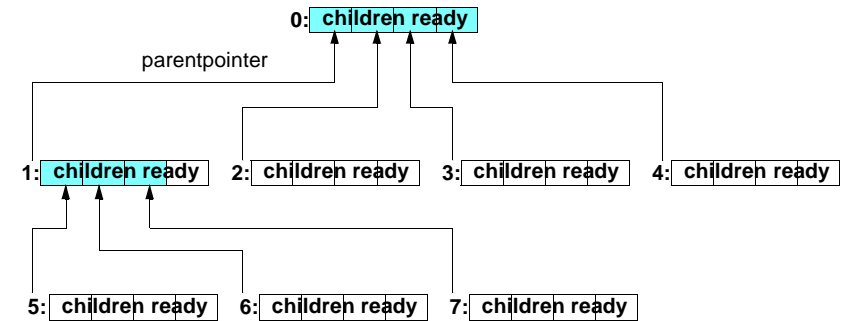 0: children ready
parentpointer
1: children ready 2: children ready 3: children ready 4: children ready
5: children ready 6: children ready 7: children ready